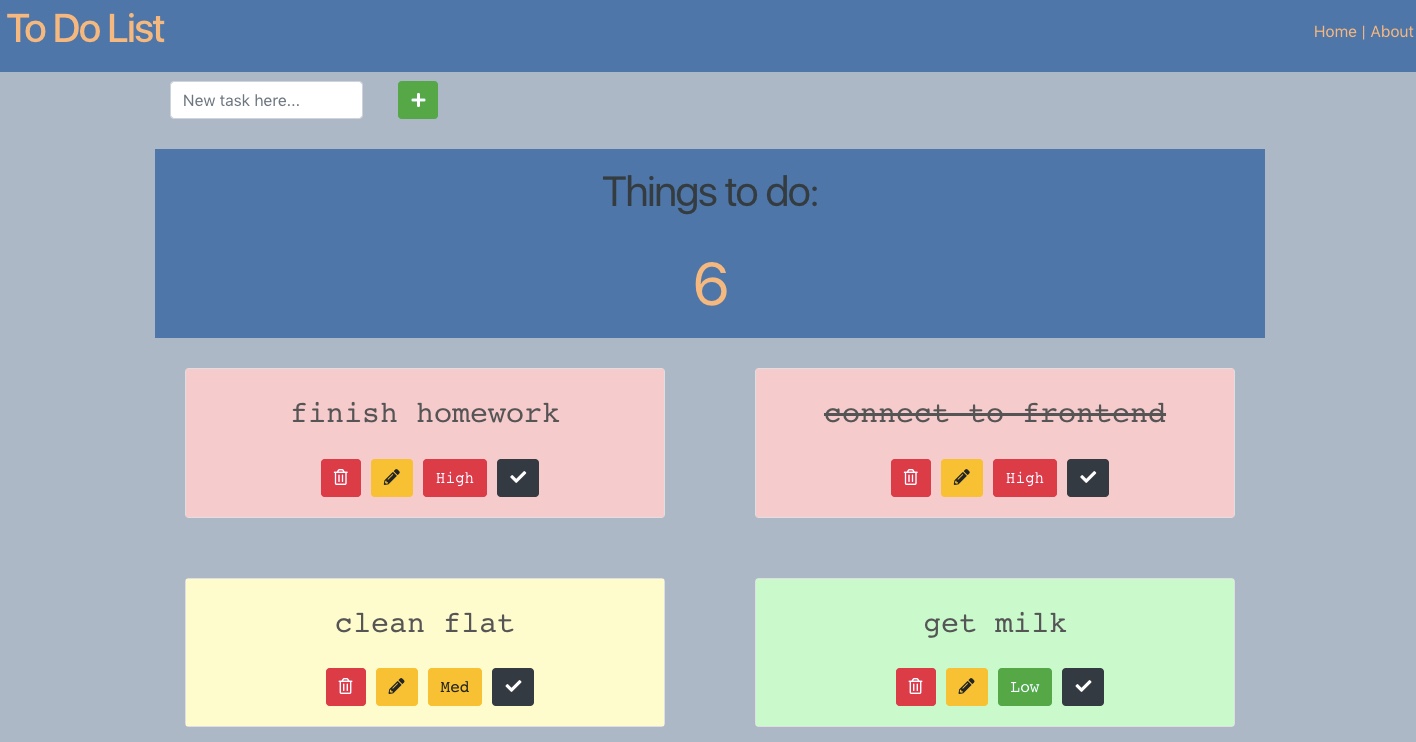 To Do List
Home | About
New task here...
Things to do:
6
finish homework
connect to frontend
High
High
clean flat
get milk
Med
Low